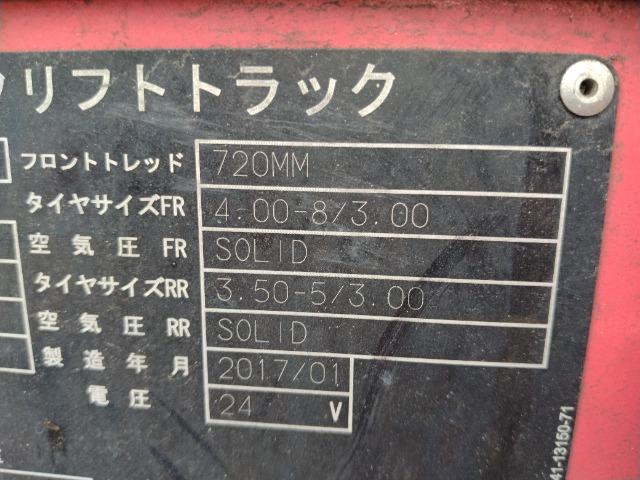 リフトトラック
フロントトレッド 720MM
タイヤサイズFR 4.00-8/3.00
空気圧 FR SOLID
タイヤサイズRR 3.50-5/3.00
空気圧 RR SOLID
製造年月 2017/01
電圧 24 V
41-13150-71